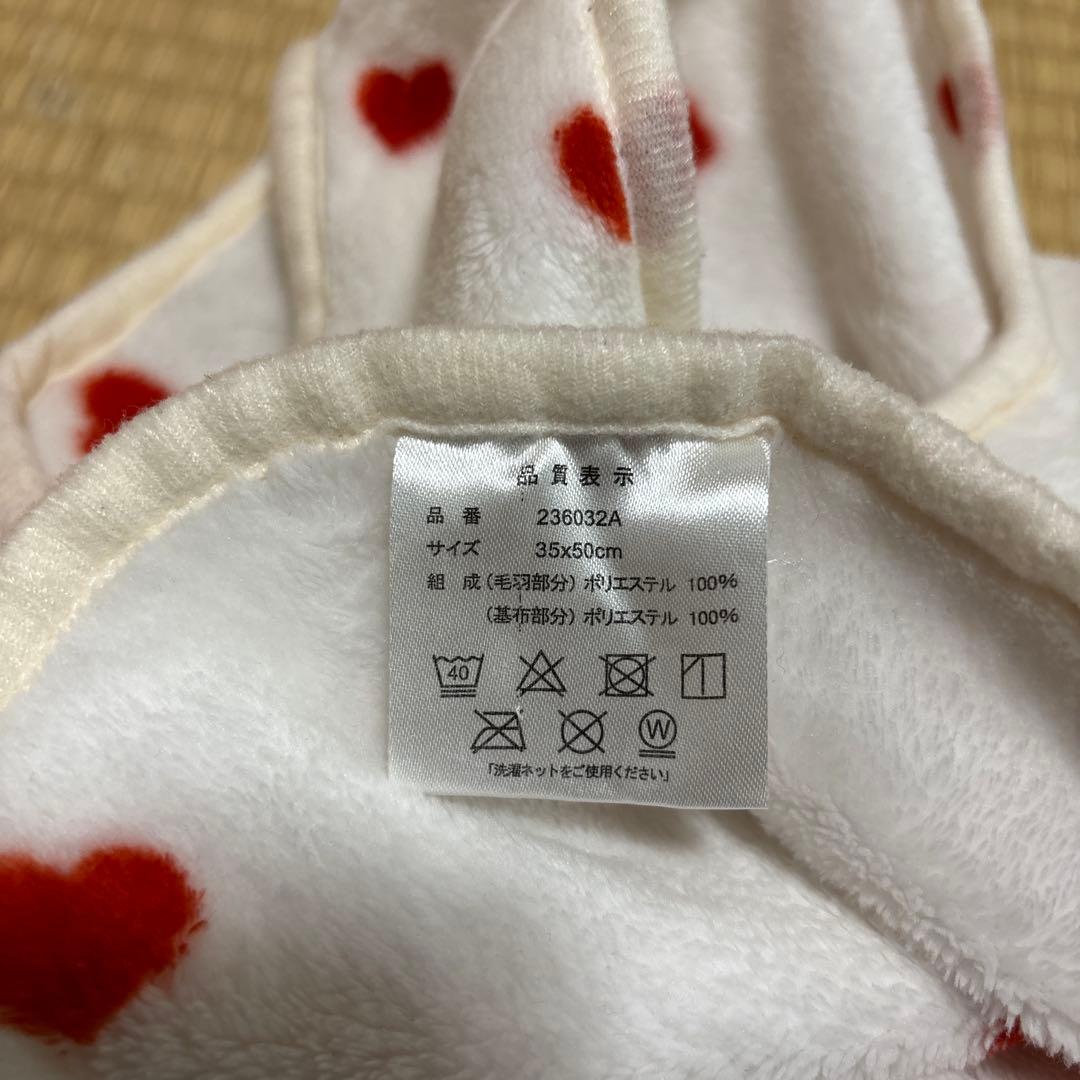 品質表示
品番 236032A
サイズ 35x50cm
組成(毛羽部分)ポリエステル 100%
(基布部分)ポリエステル 100%
40
W
「洗濯ネットをご使用ください」